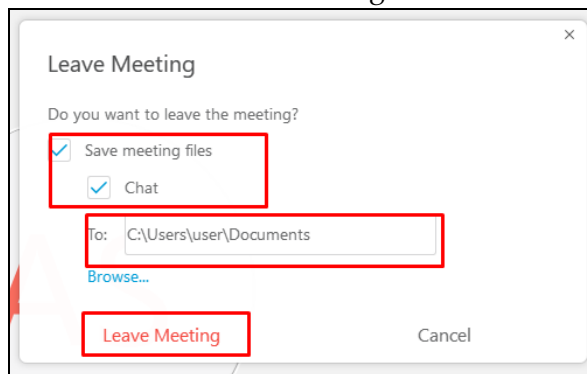 Leave Meeting
Do you want to leave the meeting?
Save meeting files
Chat
To: C:\Users\user\Documents
Browse...
Leave Meeting Cancel